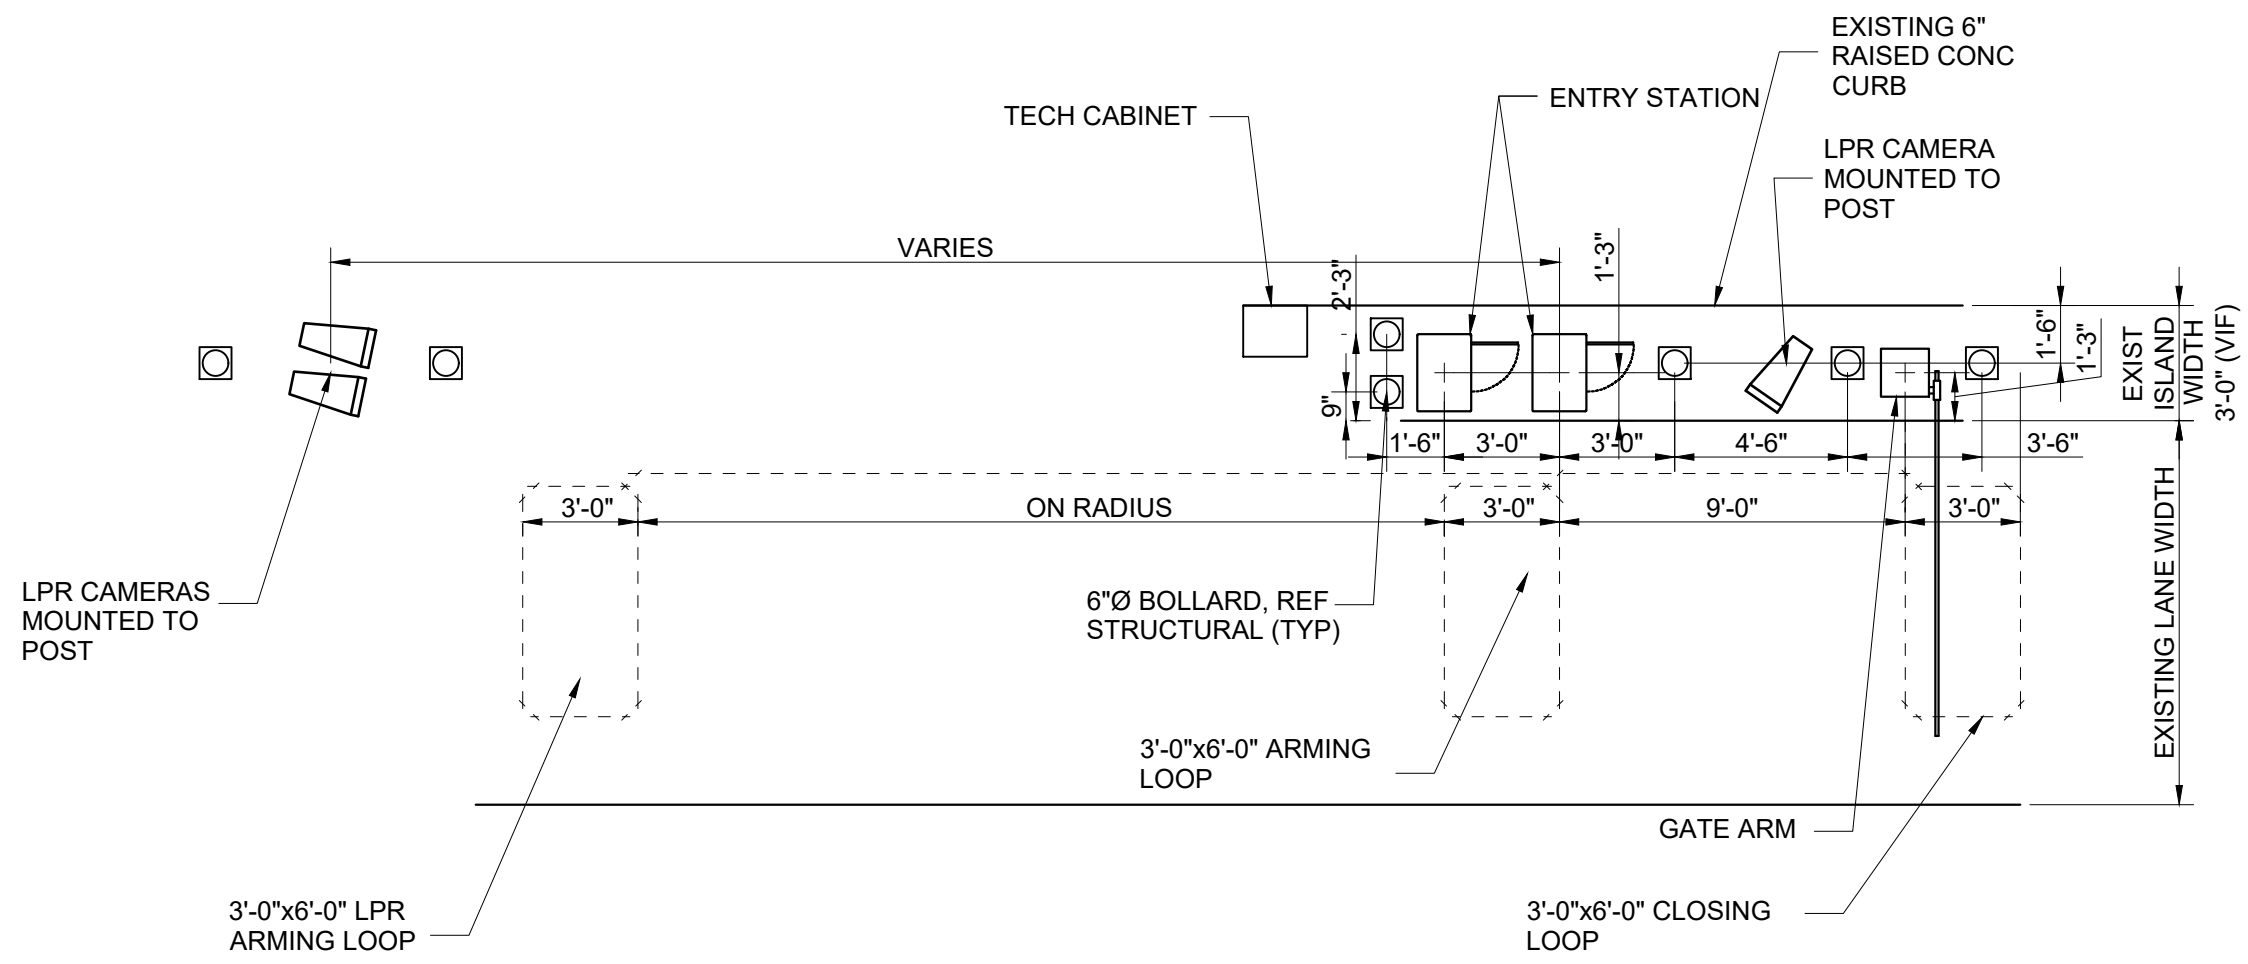 EXISTING 6"
RAISED CONC
CURB
ENTRY STATION
TECH CABINET
LPR CAMERA
MOUNTED TO
POST
VARIES
2'-3"
1'-3"
1'-6"
1'-3"
EXIST
ISLAND
WIDTH
3'-0" (VIF)
9"
1'-6"
3'-0"
3'-0"
4'-6"
3'-6"
3'-0"
ON RADIUS
3'-0"
9'-0"
3'-0"
EXISTING LANE WIDTH
LPR CAMERAS
MOUNTED TO
POST
6"Ø BOLLARD, REF
STRUCTURAL (TYP)
3'-0"x6'-0" ARMING
LOOP
GATE ARM
3'-0"x6'-0" LPR
ARMING LOOP
3'-0"x6'-0" CLOSING
LOOP